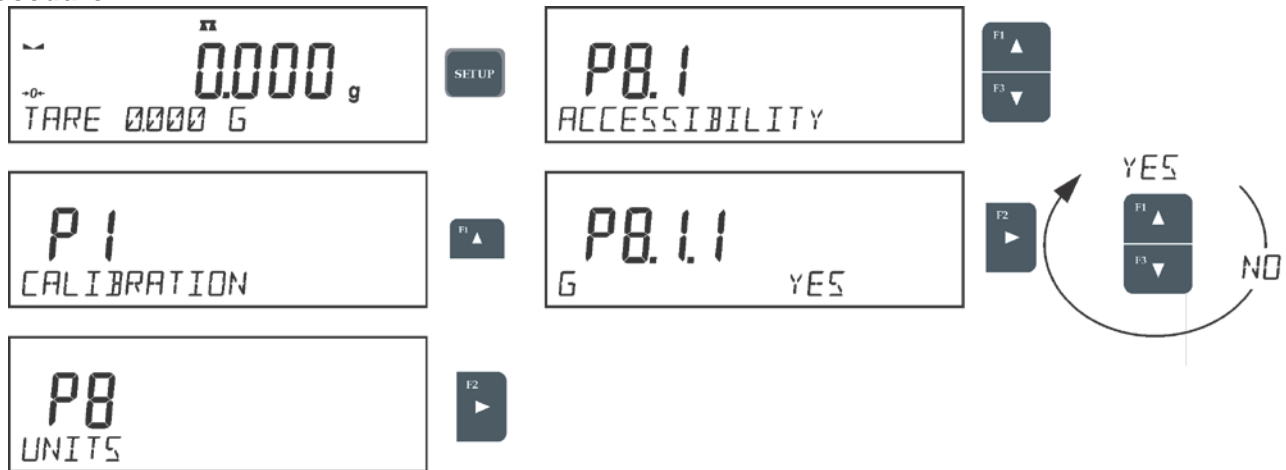 →0←
0.000 g
TARE 0.000 G
SETUP
P1
CALIBRATION
F1
P8
UNITS
F2
P8.1
ACCESSIBILITY
F1
F3
P8.1.1
G YES
F2
YES
F1
F3
NO